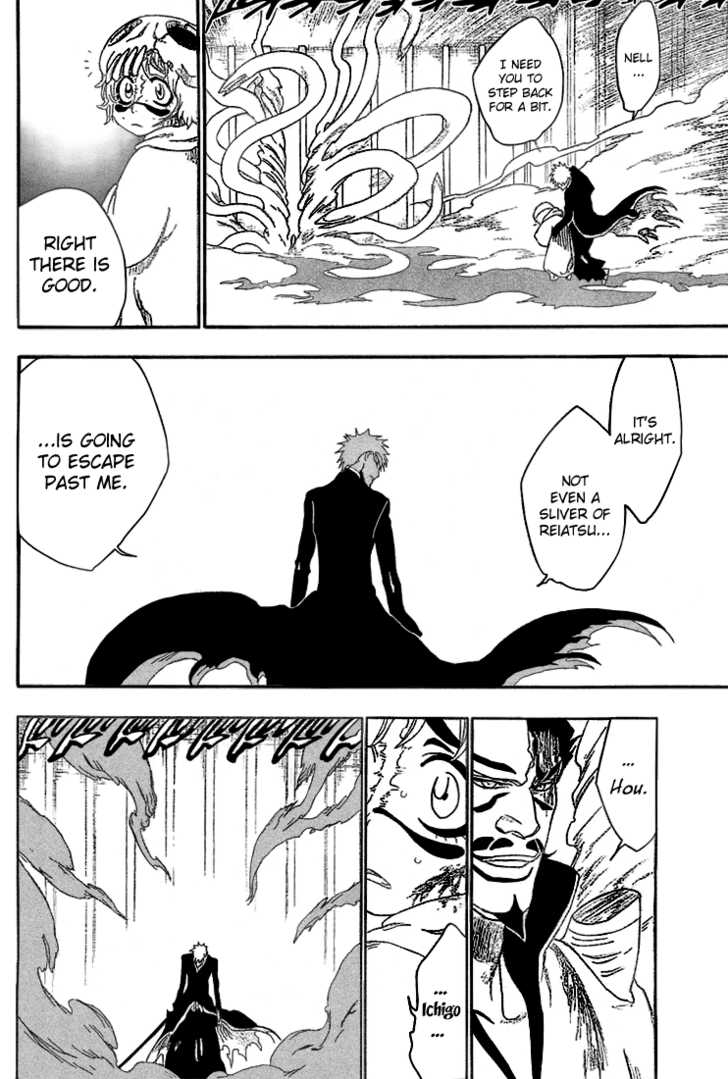 NELL
...
I NEED
YOU TO
STEP BACK
FOR A BIT.
RIGHT
THERE IS
GOOD.
IT'S
ALRIGHT.
NOT
EVEN A
SLIVER OF
REIATSU...
...IS GOING
TO ESCAPE
PAST ME.
...
HOU.
...
Ichigo
...